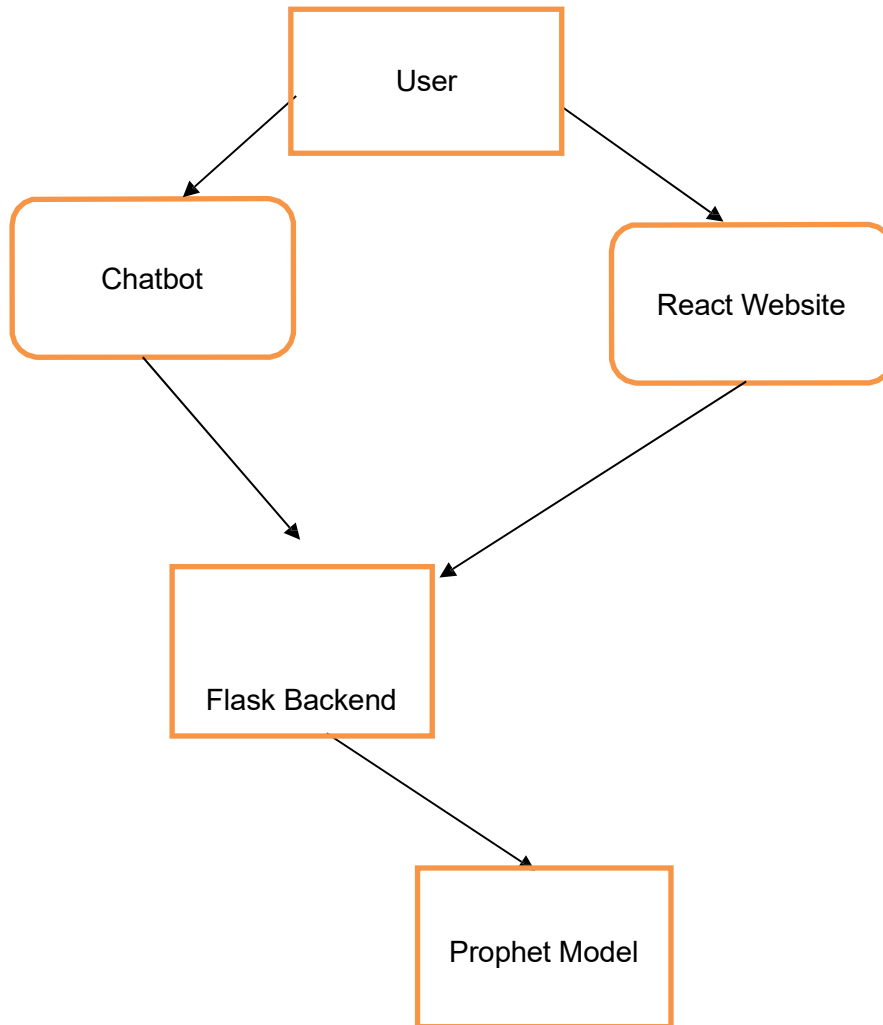 User
Chatbot
React Website
Flask Backend
Prophet Model